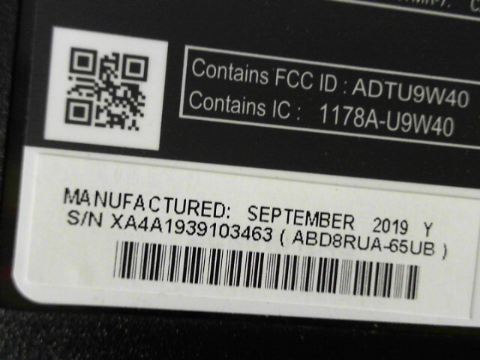 Contains FCC ID : ADTU9W40
Contains IC : 1178A-U9W40
MANUFACTURED: SEPTEMBER 2019 Y
S/N XA4A1939103463 ( ABD8RUA-65UB )